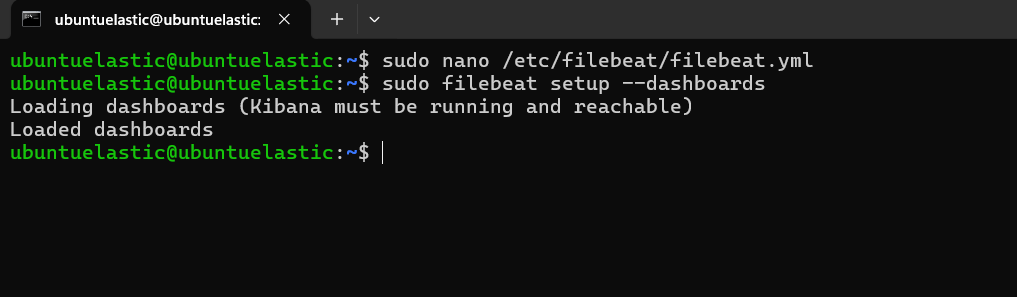 ubuntuelastic@ubuntuelastic:
ubuntuelastic@ubuntuelastic:~$ sudo nano /etc/filebeat/filebeat.yml
ubuntuelastic@ubuntuelastic:~$ sudo filebeat setup --dashboards
Loading dashboards (Kibana must be running and reachable)
Loaded dashboards
ubuntuelastic@ubuntuelastic:~$